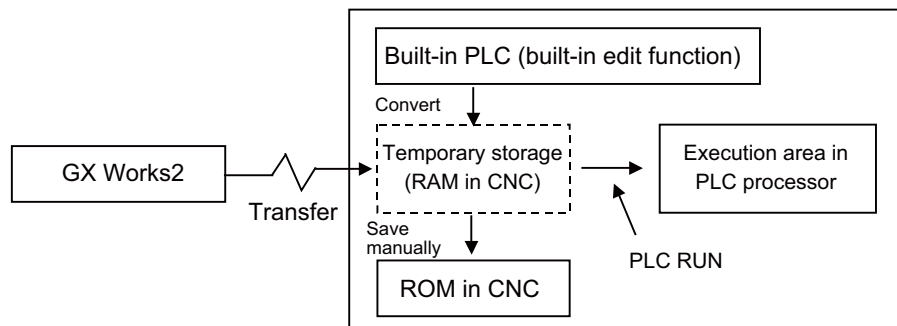 Built-in PLC (built-in edit function)
Convert
Temporary storage
(RAM in CNC)
Execution area in
PLC processor
GX Works2
Transfer
Save
manually
PLC RUN
ROM in CNC